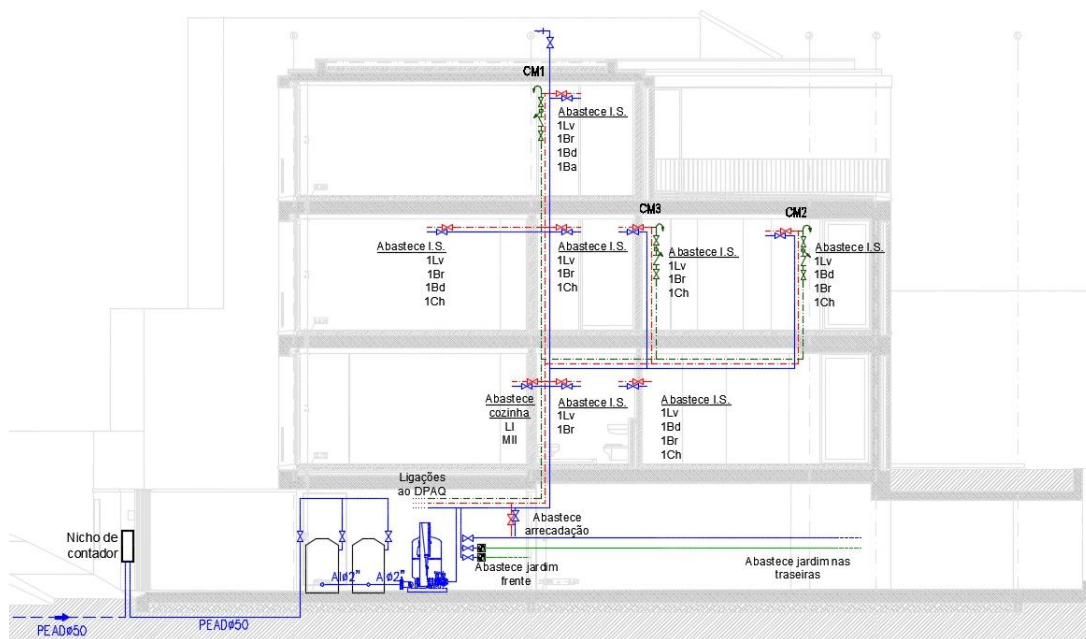 CM1
Abastece I.S.
1Lv
1Br
1Bd
1Ba
CM3
CM2
Abastece I.S.
1Lv
1Br
1Bd
1Ch
Abastece I.S.
1Lv
1Br
1Ch
Abastece I.S.
1Lv
1Br
1Ch
Abastece I.S.
1Lv
1Bd
1Br
1Ch
Abastece
cozinha
LI
Mll
Abastece I.S.
1Lv
1Br
Abastece I.S.
1Lv
1Bd
1Br
1Ch
Ligações
ao DPAQ
Nicho de
contador
Abastece
arrecadação
Abastece jardim
frente
Abastece jardim nas
traseiras
AIø2"
AIø2"
PEADø50
PEADø50